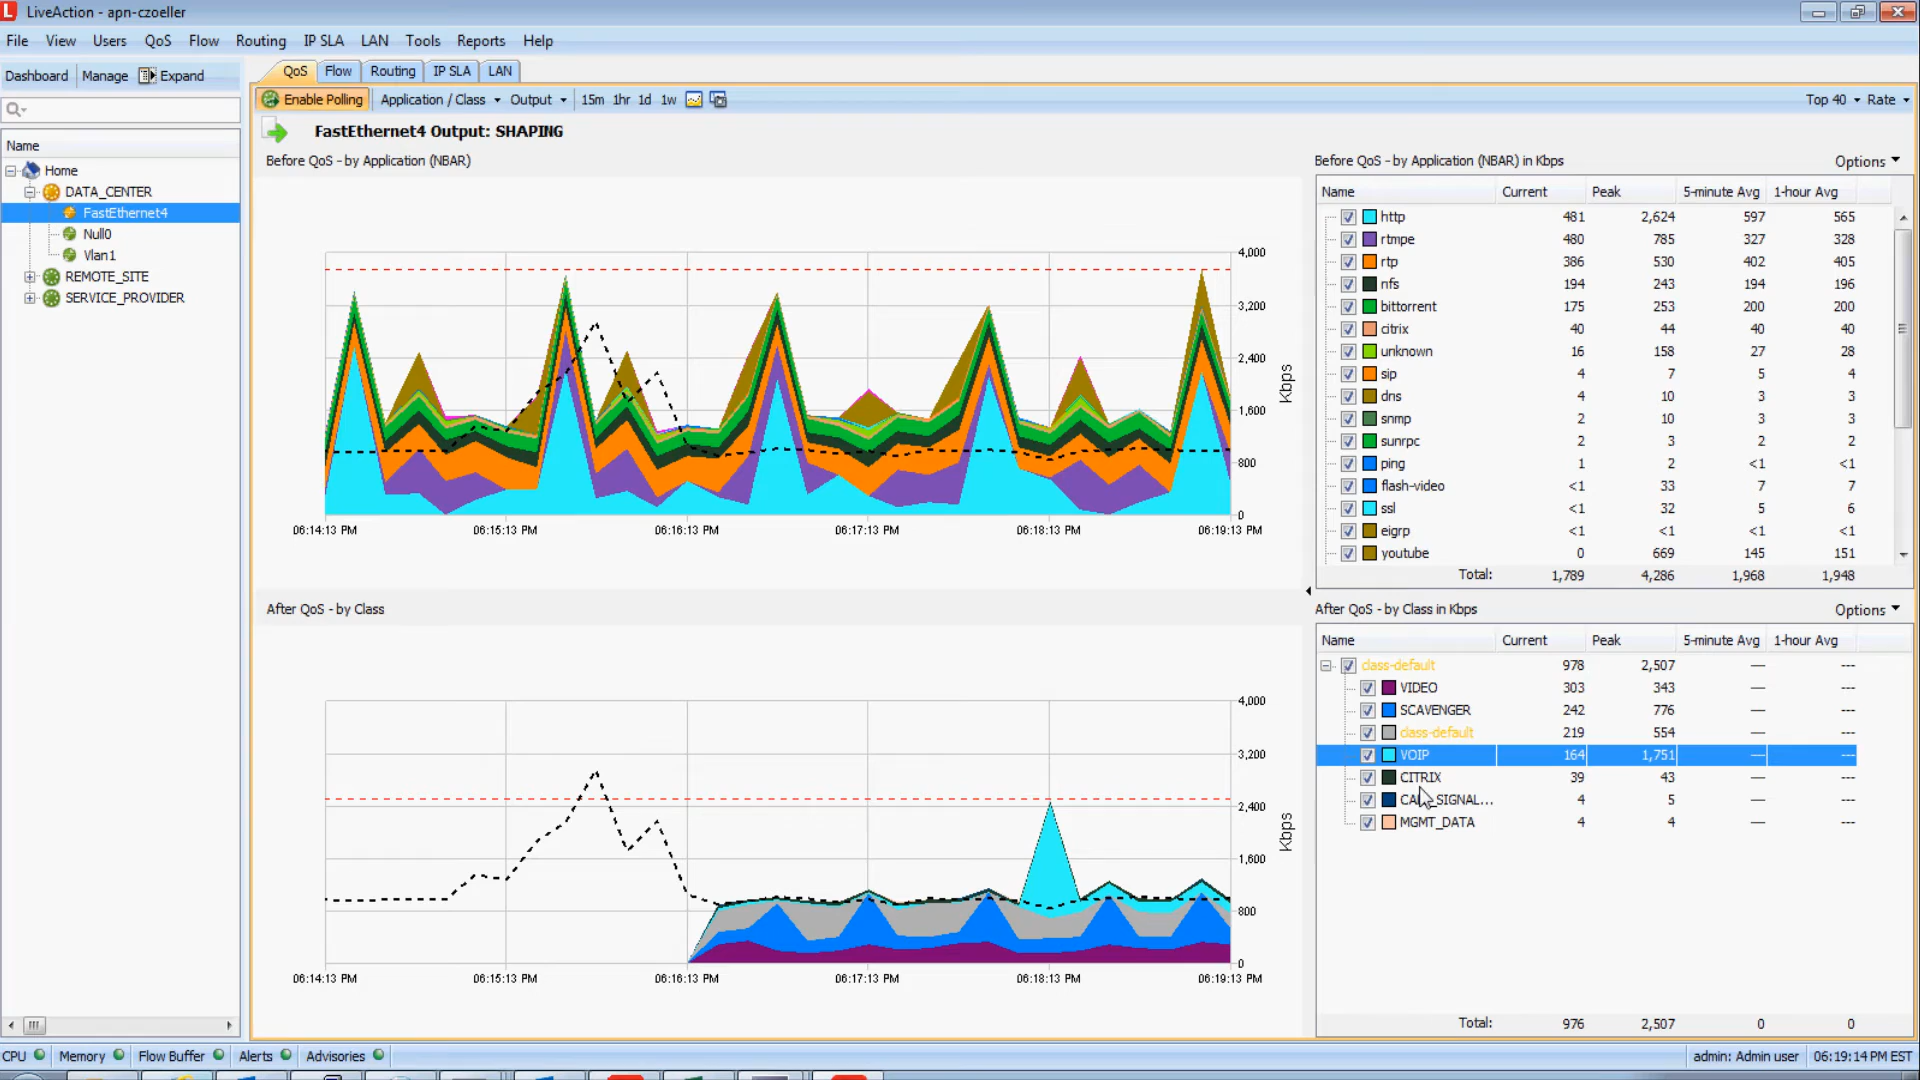 L LiveAction - apn-czoeller
File View Users QoS Flow Routing IP SLA LAN Tools Reports Help
Dashboard Manage Expand
QoS Flow Routing IP SLA LAN
Enable Polling Application / Class Output 15m 1hr 1d 1w Top 40 Rate
FastEthernet4 Output: SHAPING
Name
Home
DATA_CENTER
FastEthernet4
Null0
Vlan1
REMOTE_SITE
SERVICE_PROVIDER
Before QoS - by Application (NBAR)
4,000
3,200
2,400
1,600
800
0
Kbps
06:14:13 PM 06:15:13 PM 06:16:13 PM 06:17:13 PM 06:18:13 PM 06:19:13 PM
Before QoS - by Application (NBAR) in Kbps Options
Name Current Peak 5-minute Avg 1-hour Avg
http 481 2,624 597 565
rtmpe 480 785 327 328
rtp 386 530 402 405
nfs 194 243 194 196
bittorrent 175 253 200 200
citrix 40 44 40 40
unknown 16 158 27 28
sip 4 7 5 4
dns 4 10 3 3
snmp 2 10 3 3
sunrpc 2 3 2 2
ping 1 2 <1 <1
flash-video <1 33 7 7
ssl <1 32 5 6
eigrp <1 <1 <1 <1
youtube 0 669 145 151
Total: 1,789 4,286 1,968 1,948
After QoS - by Class
4,000
3,200
2,400
1,600
800
0
Kbps
06:14:13 PM 06:15:13 PM 06:16:13 PM 06:17:13 PM 06:18:13 PM 06:19:13 PM
After QoS - by Class in Kbps Options
Name Current Peak 5-minute Avg 1-hour Avg
class-default 978 2,507 --- ---
VIDEO 303 343 --- ---
SCAVENGER 242 776 --- ---
class-default 219 554 --- ---
VOIP 164 1,751 --- ---
CITRIX 39 43 --- ---
CALL_SIGNAL... 4 5 --- ---
MGMT_DATA 4 4 --- ---
Total: 976 2,507 0 0
CPU Memory Flow Buffer Alerts Advisories admin: Admin user 06:19:14 PM EST